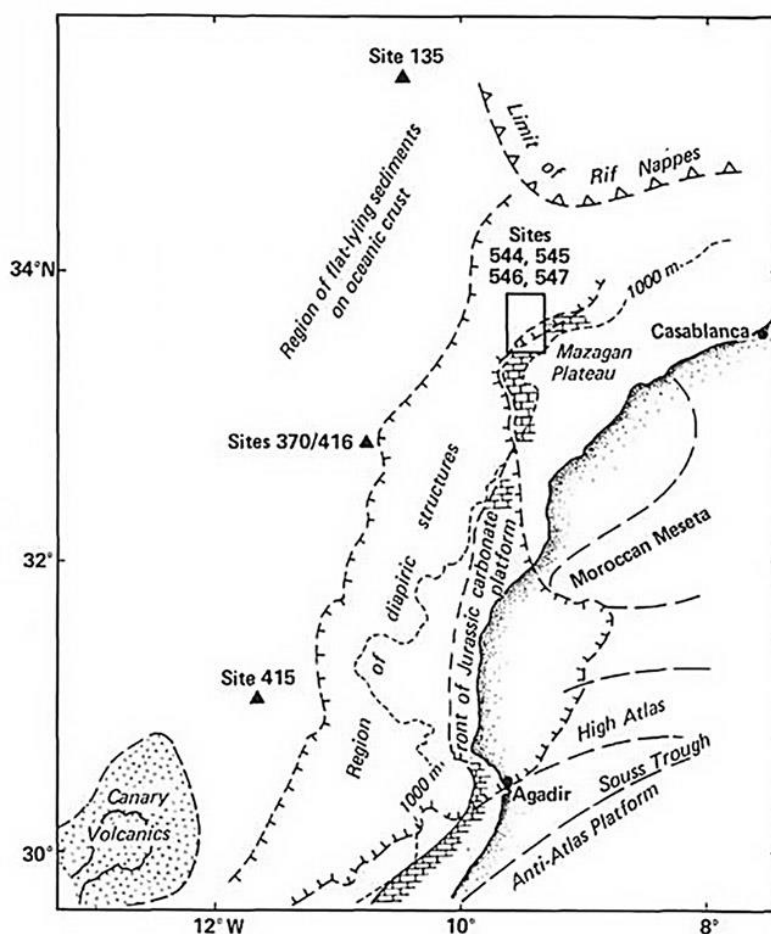 Site 135
Limit of Rif Nappes
Region of flat-lying sediments
on oceanic crust
Sites
544, 545
546, 547
34°N
1000 m.
Casablanca
Mazagan
Plateau
Sites 370/416
Region of diapiric structures
Front of Jurassic carbonate
platform
Moroccan Meseta
32°
Site 415
High Atlas
Souss Trough
1000 m.
Agadir
Anti-Atlas Platform
Canary
Volcanics
30°
12°W
10°
8°